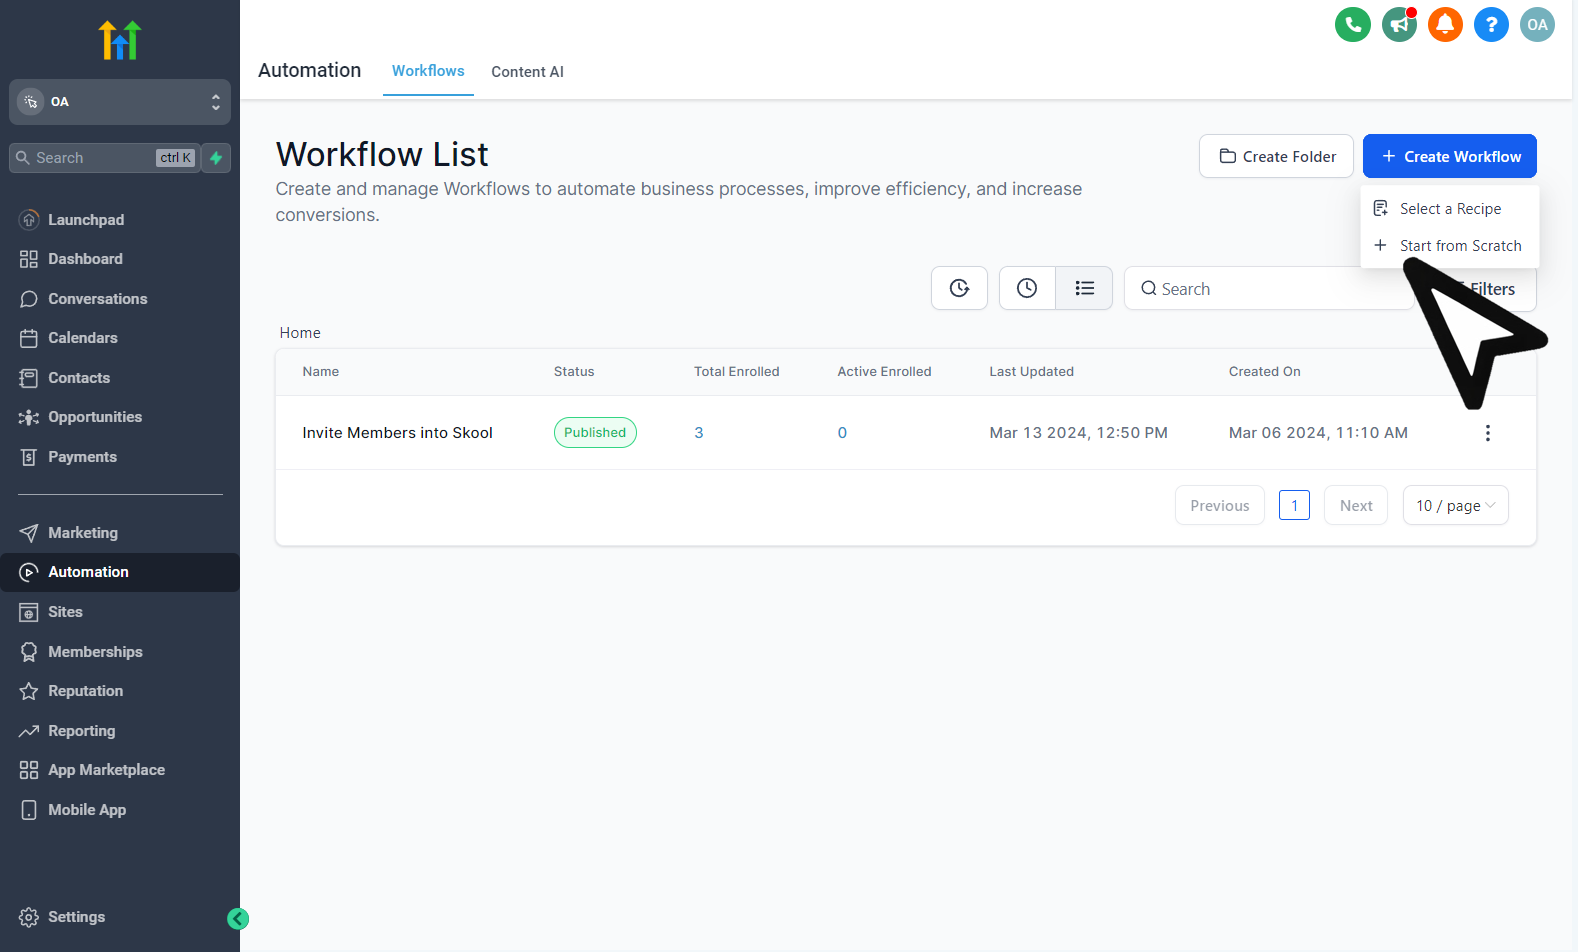 OA
Search ctrl K
Launchpad
Dashboard
Conversations
Calendars
Contacts
Opportunities
Payments
Marketing
Automation
Sites
Memberships
Reputation
Reporting
App Marketplace
Mobile App
Settings
OA
Automation Workflows Content AI
Workflow List
Create and manage Workflows to automate business processes, improve efficiency, and increase
conversions.
Create Folder + Create Workflow
Select a Recipe
+ Start from Scratch
Search Filters
Home
Name Status Total Enrolled Active Enrolled Last Updated Created On
Invite Members into Skool Published 3 0 Mar 13 2024, 12:50 PM Mar 06 2024, 11:10 AM
Previous 1 Next 10 / page